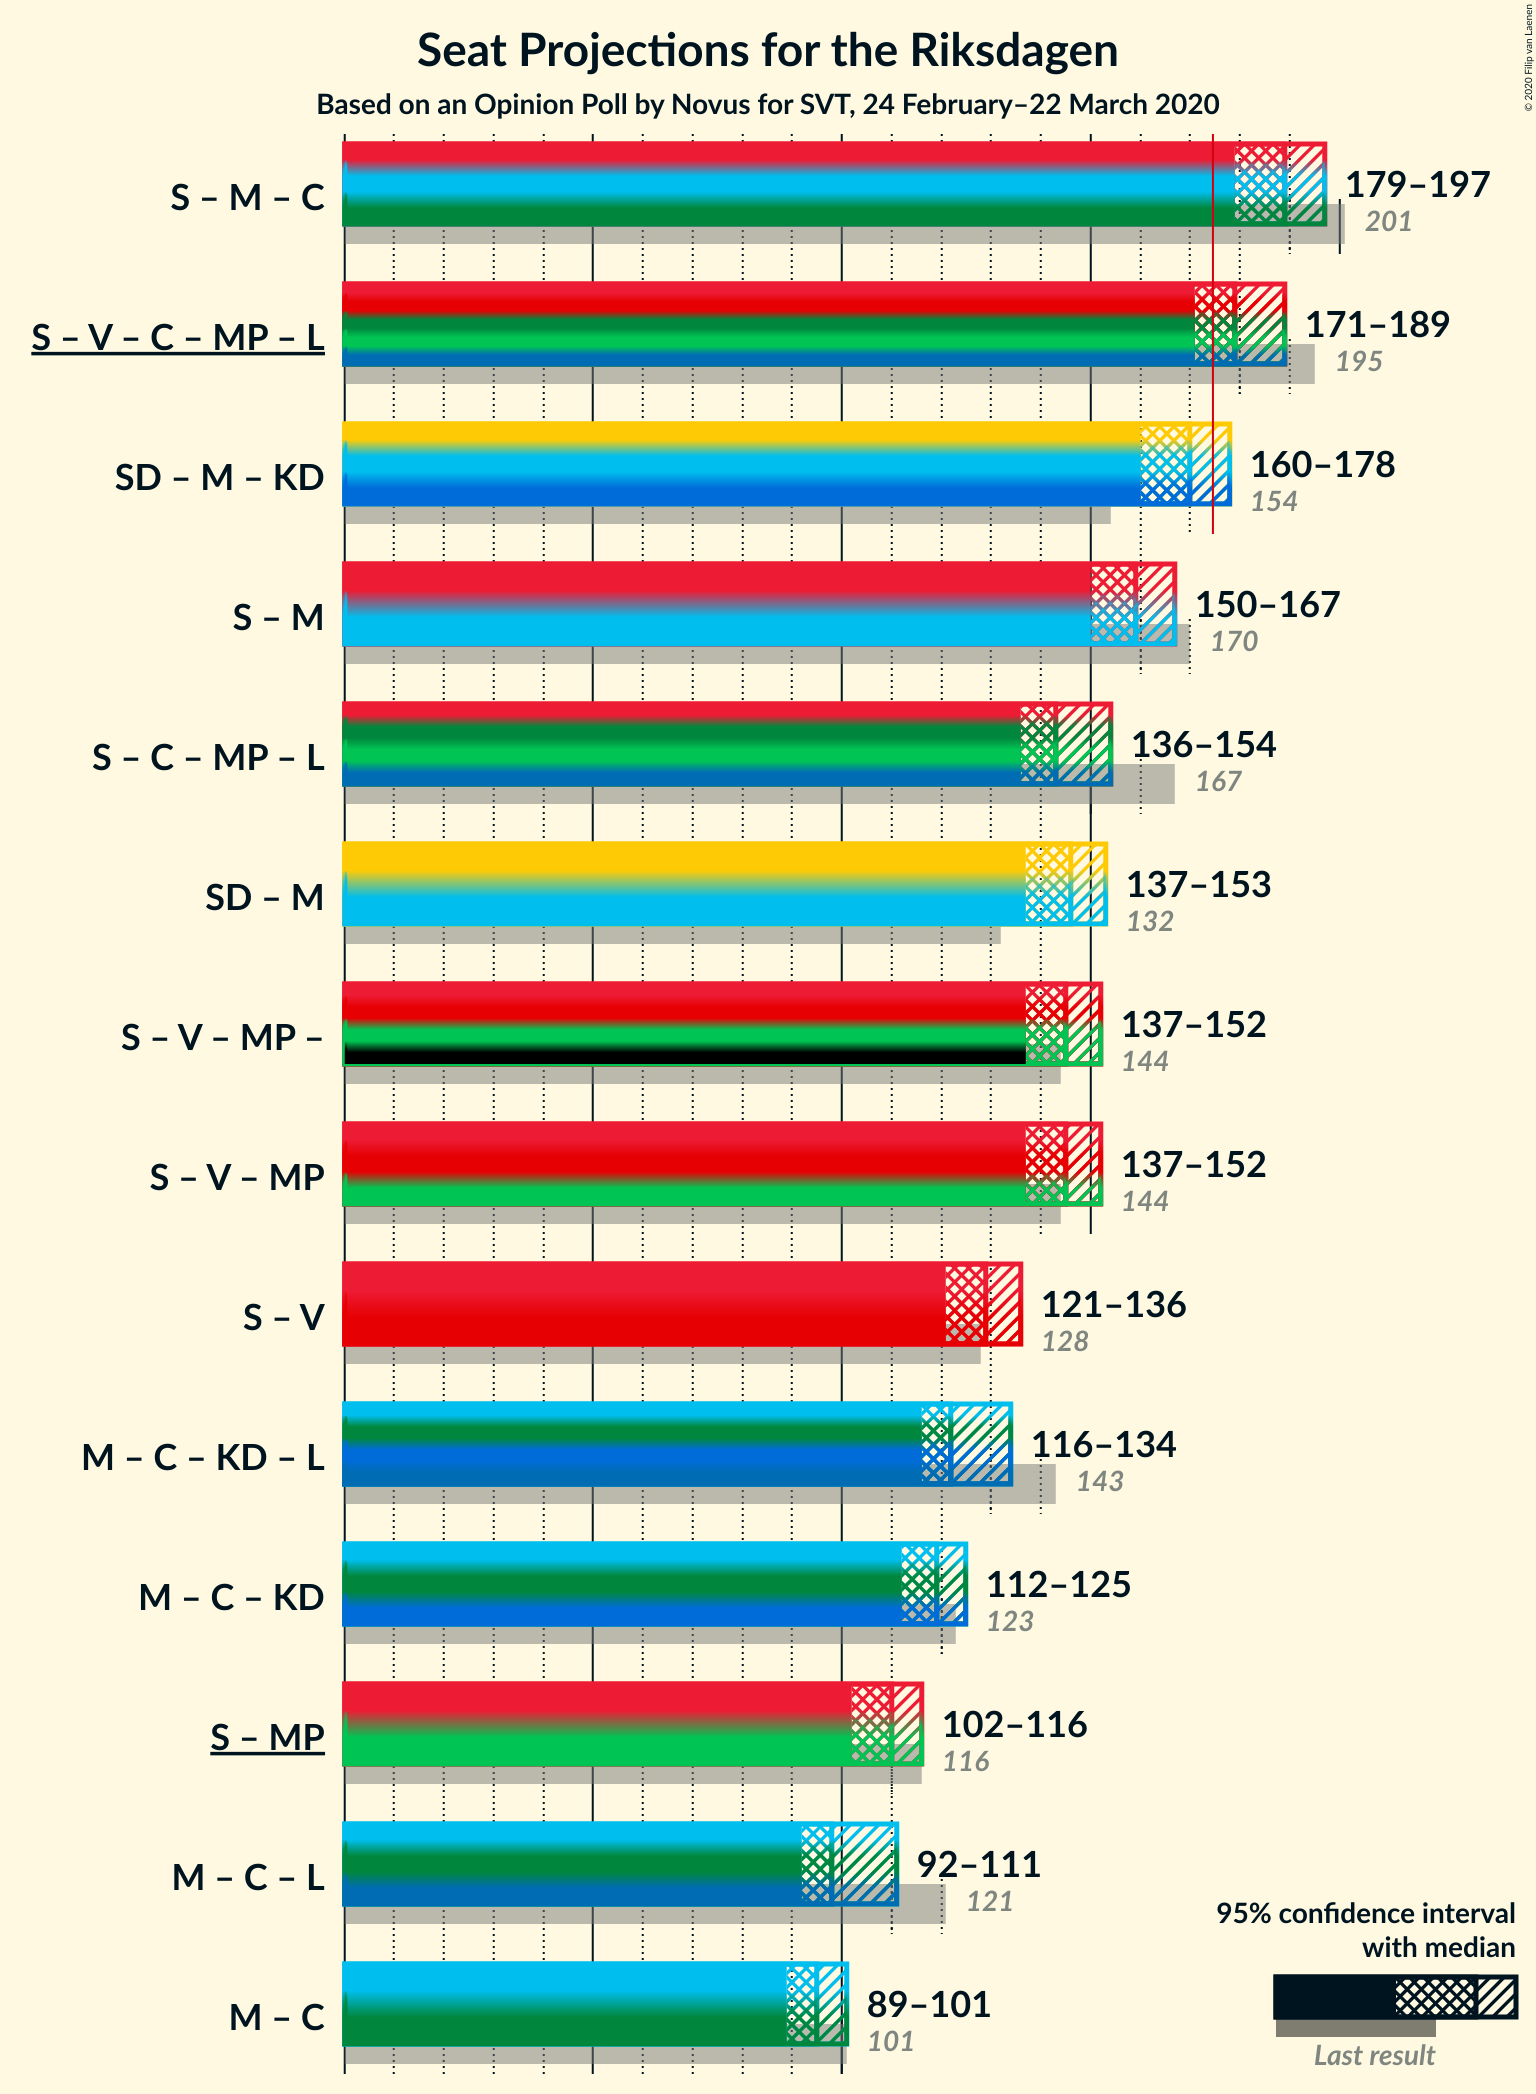 Seat Projections for the Riksdagen
Based on an Opinion Poll by Novus for SVT, 24 February–22 March 2020
© 2020 Filip van Laenen
S – M – C
179–197
201
S – V – C – MP – L
171–189
195
SD – M – KD
160–178
154
S – M
150–167
170
S – C – MP – L
136–154
167
SD – M
137–153
132
S – V – MP –
137–152
144
S – V – MP
137–152
144
S – V
121–136
128
M – C – KD – L
116–134
143
M – C – KD
112–125
123
S – MP
102–116
116
M – C – L
92–111
121
M – C
89–101
101
95% confidence interval
with median
Last result